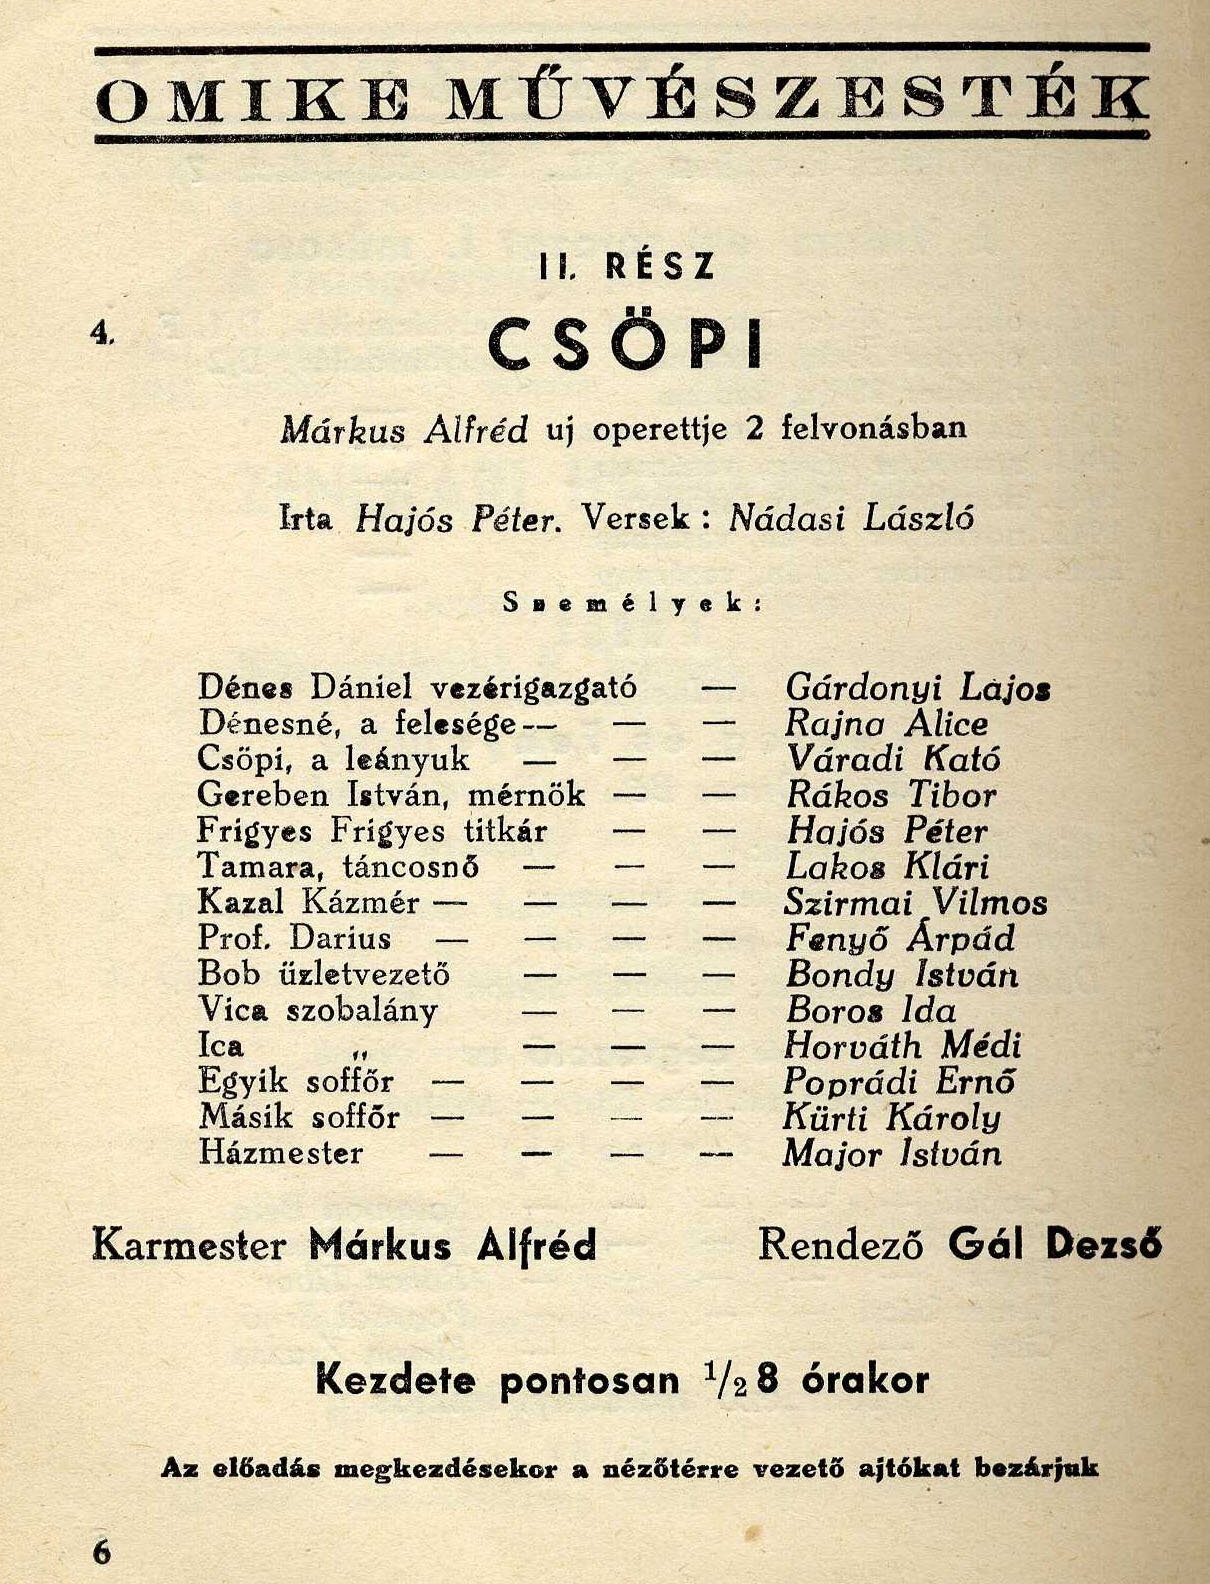 OMIKE MŰVÉSZESTÉK
II. RÉSZ
4. CSÖPI
Márkus Alfréd uj operettje 2 felvonásban
Irta Hajós Péter. Versek: Nádasi László
Személyek:
Dénes Dániel vezérigazgató — Gárdonyi Lajos
Dénesné, a felesége — — — Rajna Alice
Csöpi, a leányuk — — — Váradi Kató
Gereben István, mérnök — — Rákos Tibor
Frigyes Frigyes titkár — — Hajós Péter
Tamara, táncosnő — — — Lakos Klári
Kazal Kázmér — — — — Szirmai Vilmos
Prof. Darius — — — — Fenyő Árpád
Bob üzletvezető — — — Bondy István
Vica szobalány — — — Boros Ida
Ica „ — — — Horváth Médi
Egyik soffőr — — — — Poprádi Ernő
Másik soffőr — — — — Kürti Károly
Házmester — — — — Major István
Karmester Márkus Alfréd Rendező Gál Dezső
Kezdete pontosan 1/2 8 órakor
Az előadás megkezdésekor a nézőtérre vezető ajtókat bezárjuk
6